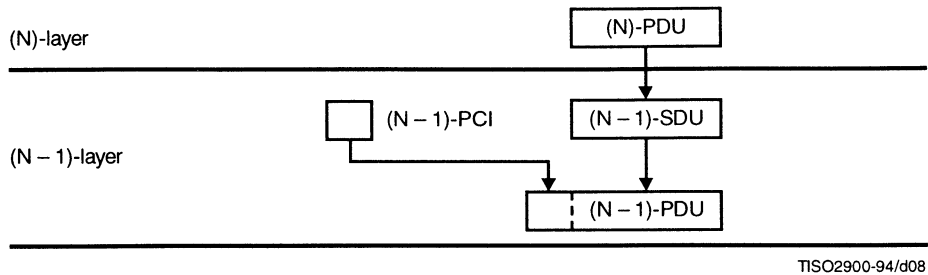 (N)-layer
(N)-PDU
(N – 1)-PCI
(N – 1)-SDU
(N – 1)-layer
(N – 1)-PDU
TISO2900-94/d08